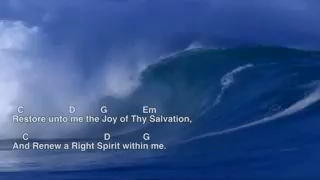 C D G Em
Restore unto me the Joy of Thy Salvation,
C D G
And Renew a Right Spirit within me.